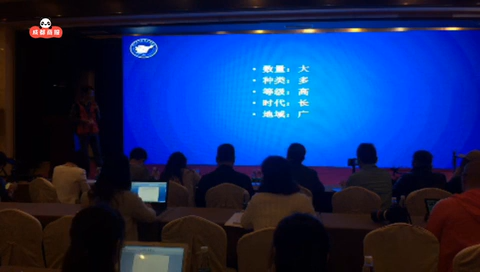 成都商报
• 数量：大
• 种类：多
• 等级：高
• 时代：长
• 地域：广